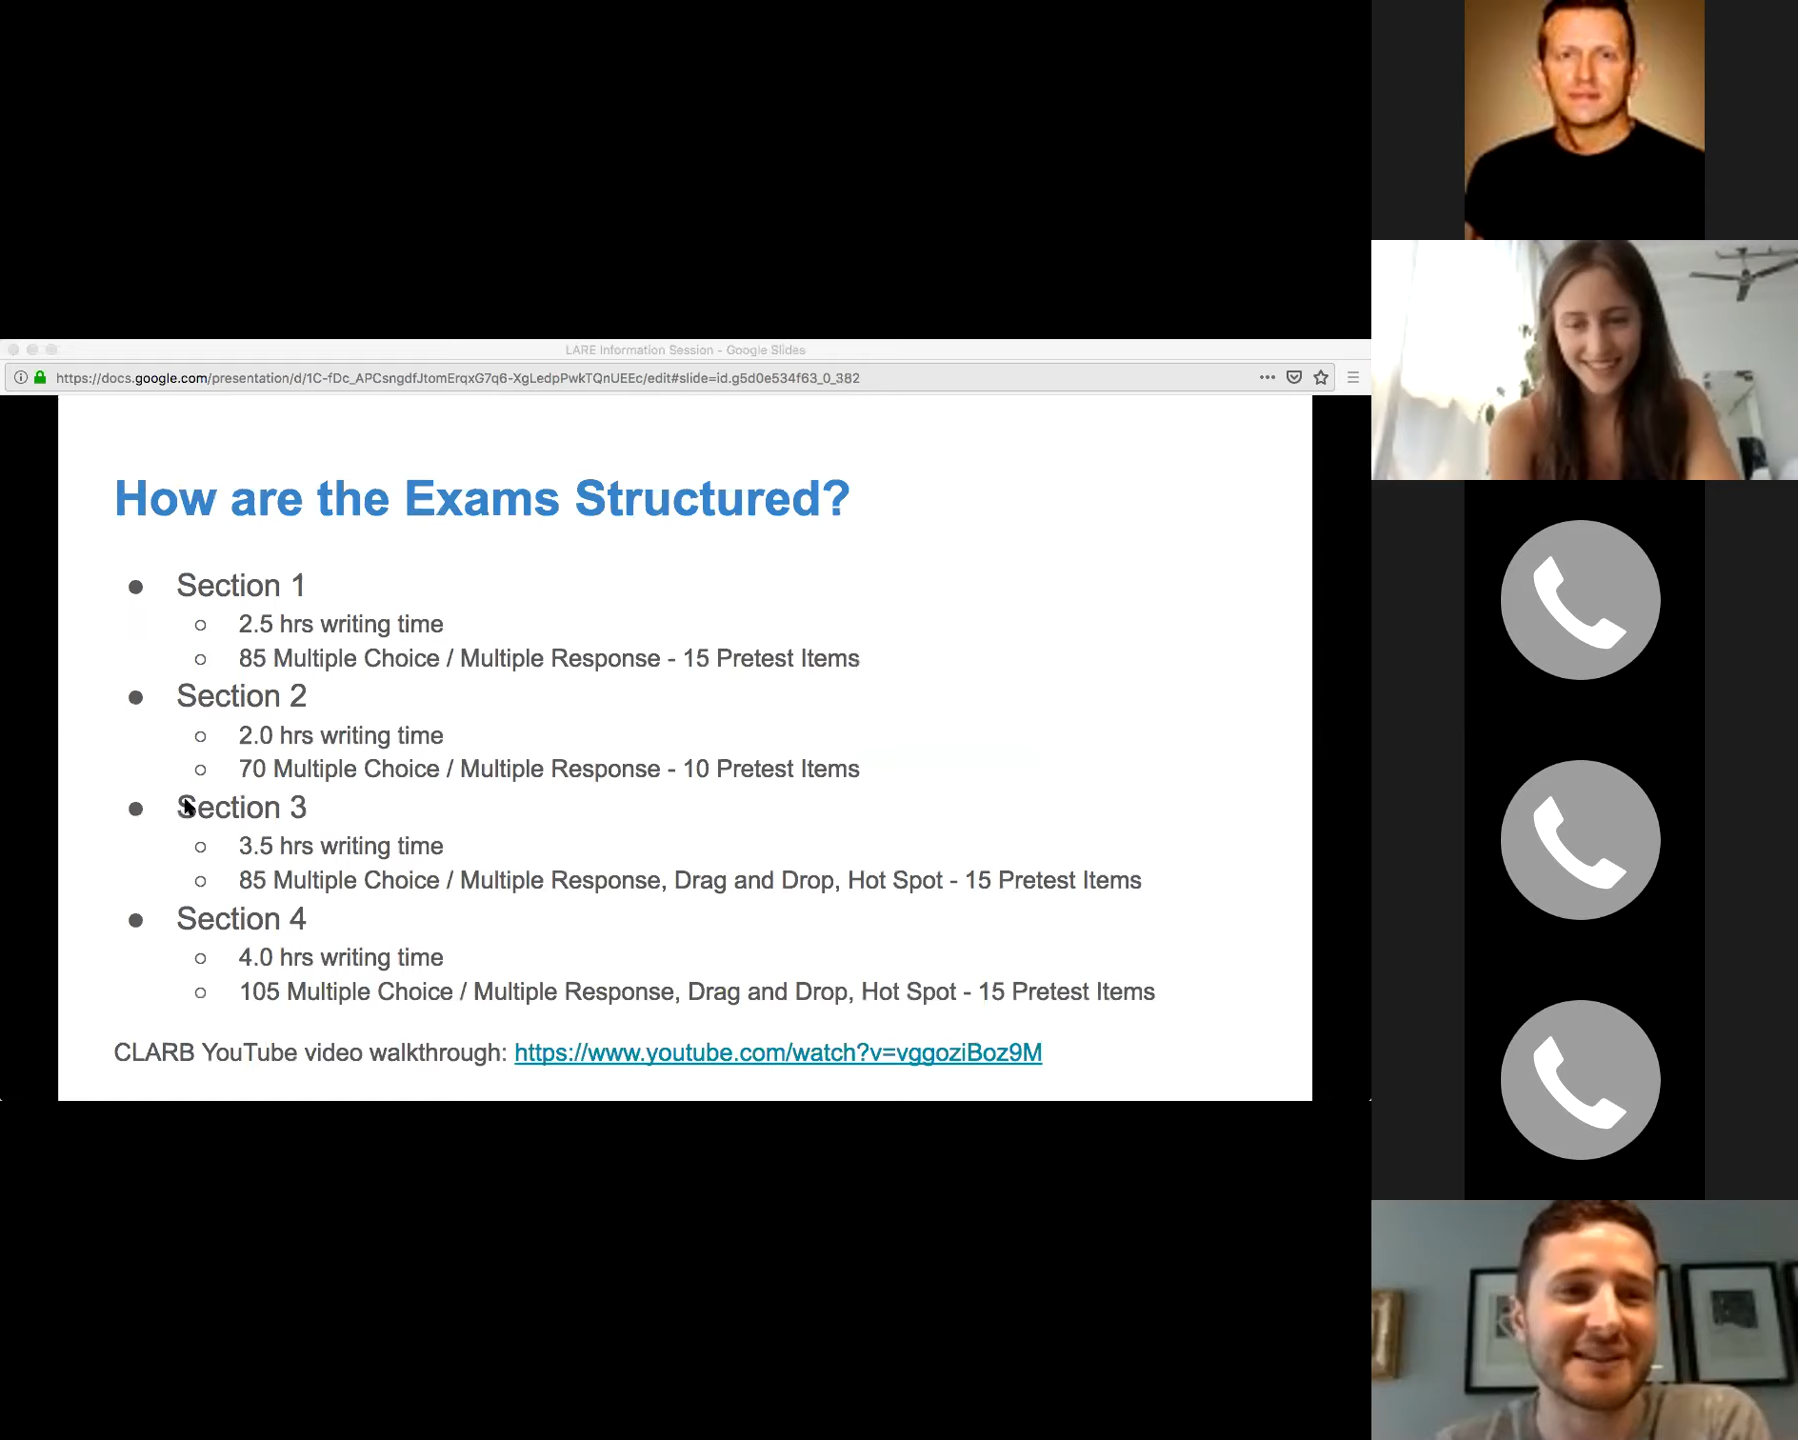 LARE Information Session - Google Slides
https://docs.google.com/presentation/d/1C-fDc_APCsngdfJtomErqxG7q6-XgLedpPwkTQnUEEc/edit#slide=id.g5d0e534f63_0_382
How are the Exams Structured?
● Section 1
○ 2.5 hrs writing time
○ 85 Multiple Choice / Multiple Response - 15 Pretest Items
● Section 2
○ 2.0 hrs writing time
○ 70 Multiple Choice / Multiple Response - 10 Pretest Items
● Section 3
○ 3.5 hrs writing time
○ 85 Multiple Choice / Multiple Response, Drag and Drop, Hot Spot - 15 Pretest Items
● Section 4
○ 4.0 hrs writing time
○ 105 Multiple Choice / Multiple Response, Drag and Drop, Hot Spot - 15 Pretest Items
CLARB YouTube video walkthrough: https://www.youtube.com/watch?v=vggoziBoz9M